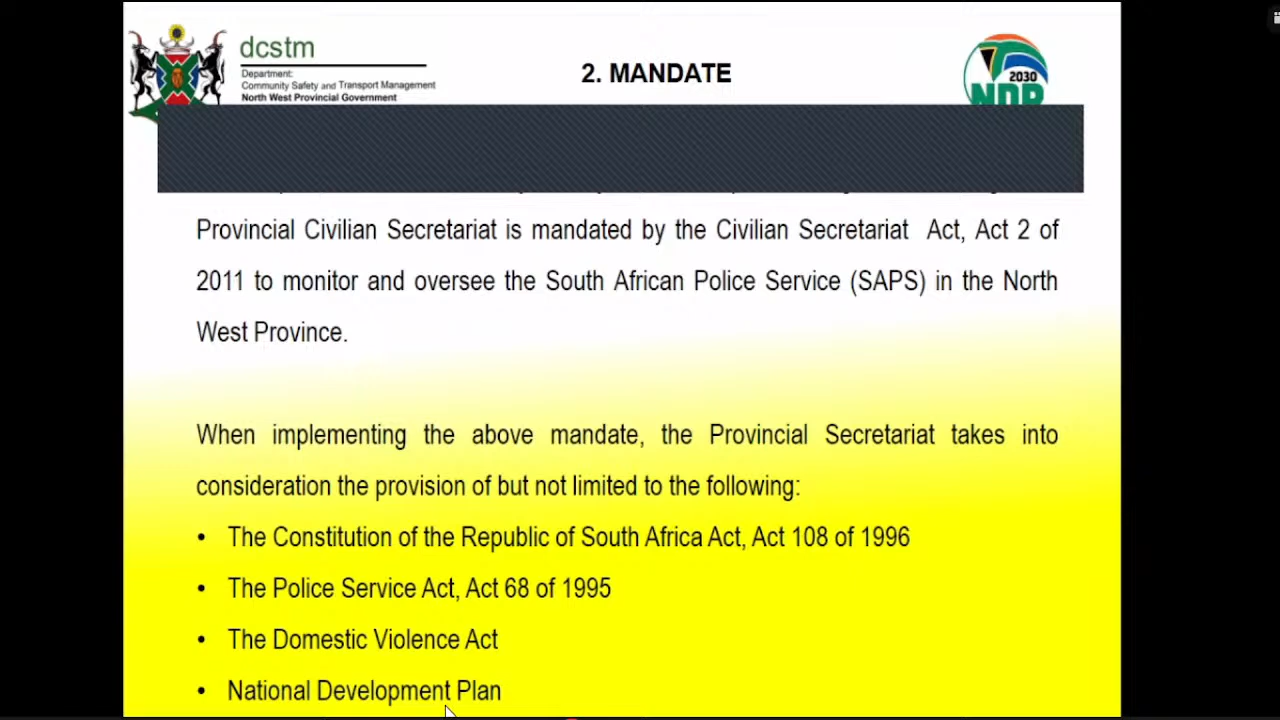 dcstm
Department:
Community Safety and Transport Management
North West Provincial Government
2. MANDATE
2030
NDP
Provincial Civilian Secretariat is mandated by the Civilian Secretariat Act, Act 2 of
2011 to monitor and oversee the South African Police Service (SAPS) in the North
West Province.
When implementing the above mandate, the Provincial Secretariat takes into
consideration the provision of but not limited to the following:
• The Constitution of the Republic of South Africa Act, Act 108 of 1996
• The Police Service Act, Act 68 of 1995
• The Domestic Violence Act
• National Development Plan